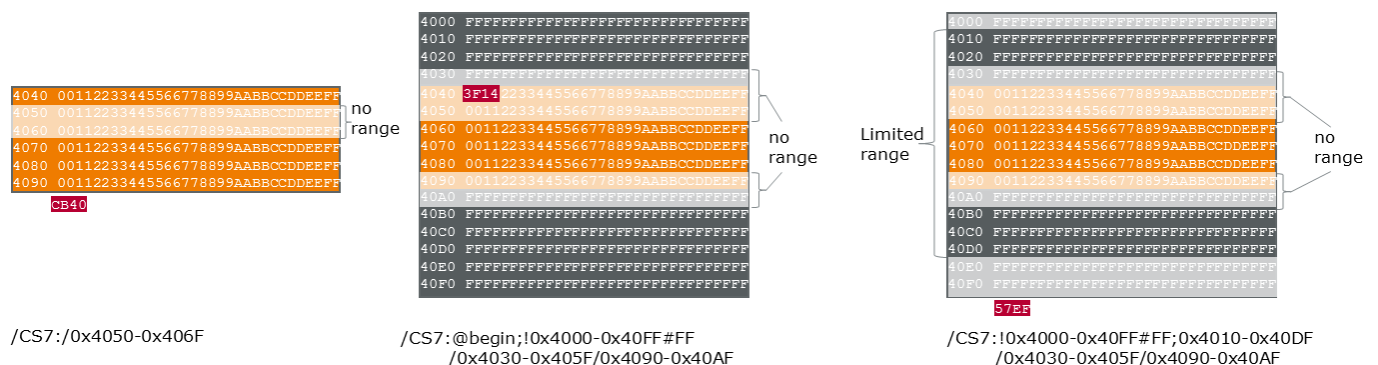 4040 00112233445566778899AABBCCDDEEFF
4050 00112233445566778899AABBCCDDEEFF
4060 00112233445566778899AABBCCDDEEFF
4070 00112233445566778899AABBCCDDEEFF
4080 00112233445566778899AABBCCDDEEFF
4090 00112233445566778899AABBCCDDEEFF
CB40
no
range
/CS7:/0x4050-0x406F
4000 FFFFFFFFFFFFFFFFFFFFFFFFFFFFFFFF
4010 FFFFFFFFFFFFFFFFFFFFFFFFFFFFFFFF
4020 FFFFFFFFFFFFFFFFFFFFFFFFFFFFFFFF
4030 FFFFFFFFFFFFFFFFFFFFFFFFFFFFFFFF
4040 3F142233445566778899AABBCCDDEEFF
4050 00112233445566778899AABBCCDDEEFF
4060 00112233445566778899AABBCCDDEEFF
4070 00112233445566778899AABBCCDDEEFF
4080 00112233445566778899AABBCCDDEEFF
4090 00112233445566778899AABBCCDDEEFF
40A0 FFFFFFFFFFFFFFFFFFFFFFFFFFFFFFFF
40B0 FFFFFFFFFFFFFFFFFFFFFFFFFFFFFFFF
40C0 FFFFFFFFFFFFFFFFFFFFFFFFFFFFFFFF
40D0 FFFFFFFFFFFFFFFFFFFFFFFFFFFFFFFF
40E0 FFFFFFFFFFFFFFFFFFFFFFFFFFFFFFFF
40F0 FFFFFFFFFFFFFFFFFFFFFFFFFFFFFFFF
no
range
/CS7:@begin;!0x4000-0x40FF#FF
/0x4030-0x405F/0x4090-0x40AF
Limited
range
4000 FFFFFFFFFFFFFFFFFFFFFFFFFFFFFFFF
4010 FFFFFFFFFFFFFFFFFFFFFFFFFFFFFFFF
4020 FFFFFFFFFFFFFFFFFFFFFFFFFFFFFFFF
4030 FFFFFFFFFFFFFFFFFFFFFFFFFFFFFFFF
4040 00112233445566778899AABBCCDDEEFF
4050 00112233445566778899AABBCCDDEEFF
4060 00112233445566778899AABBCCDDEEFF
4070 00112233445566778899AABBCCDDEEFF
4080 00112233445566778899AABBCCDDEEFF
4090 00112233445566778899AABBCCDDEEFF
40A0 FFFFFFFFFFFFFFFFFFFFFFFFFFFFFFFF
40B0 FFFFFFFFFFFFFFFFFFFFFFFFFFFFFFFF
40C0 FFFFFFFFFFFFFFFFFFFFFFFFFFFFFFFF
40D0 FFFFFFFFFFFFFFFFFFFFFFFFFFFFFFFF
40E0 FFFFFFFFFFFFFFFFFFFFFFFFFFFFFFFF
40F0 FFFFFFFFFFFFFFFFFFFFFFFFFFFFFFFF
57EF
no
range
/CS7:!0x4000-0x40FF#FF;0x4010-0x40DF
/0x4030-0x405F/0x4090-0x40AF